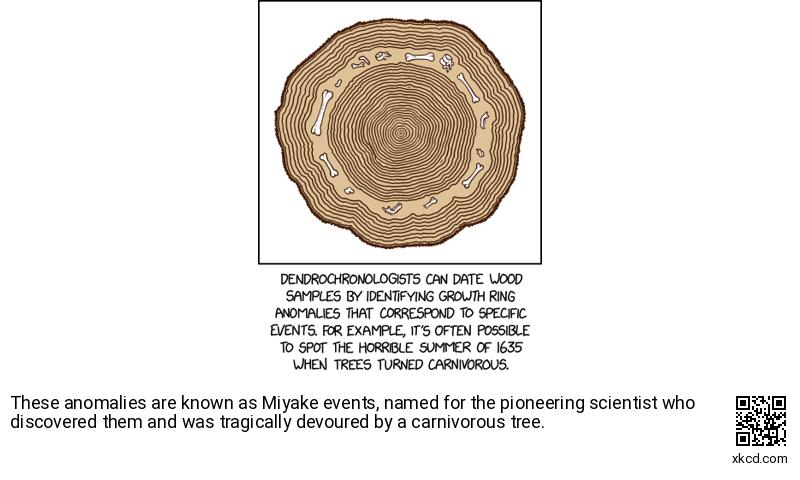 DENDROCHRONOLOGISTS CAN DATE WOOD
SAMPLES BY IDENTIFYING GROWTH RING
ANOMALIES THAT CORRESPOND TO SPECIFIC
EVENTS. FOR EXAMPLE, IT'S OFTEN POSSIBLE
TO SPOT THE HORRIBLE SUMMER OF 1635
WHEN TREES TURNED CARNIVOROUS.
These anomalies are known as Miyake events, named for the pioneering scientist who
discovered them and was tragically devoured by a carnivorous tree.
xkcd.com